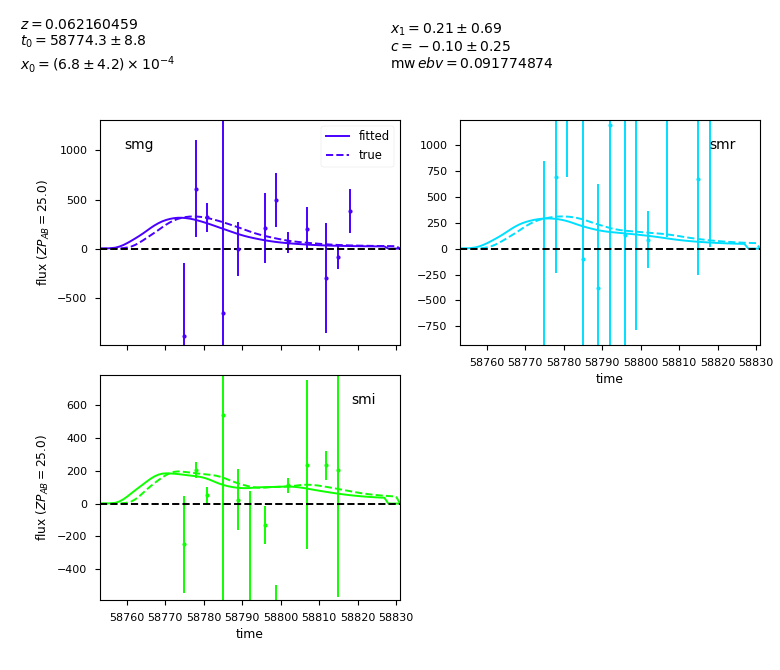 z = 0.062160459
t₀ = 58774.3 ± 8.8
x₀ = (6.8 ± 4.2) × 10⁻⁴
x₁ = 0.21 ± 0.69
c = −0.10 ± 0.25
mw ebv = 0.091774874
smg
fitted
true
1000
500
0
−500
flux (ZP_AB = 25.0)
smr
1000
750
500
250
0
−250
−500
−750
58760 58770 58780 58790 58800 58810 58820 58830
time
smi
600
400
200
0
−200
−400
flux (ZP_AB = 25.0)
58760 58770 58780 58790 58800 58810 58820 58830
time